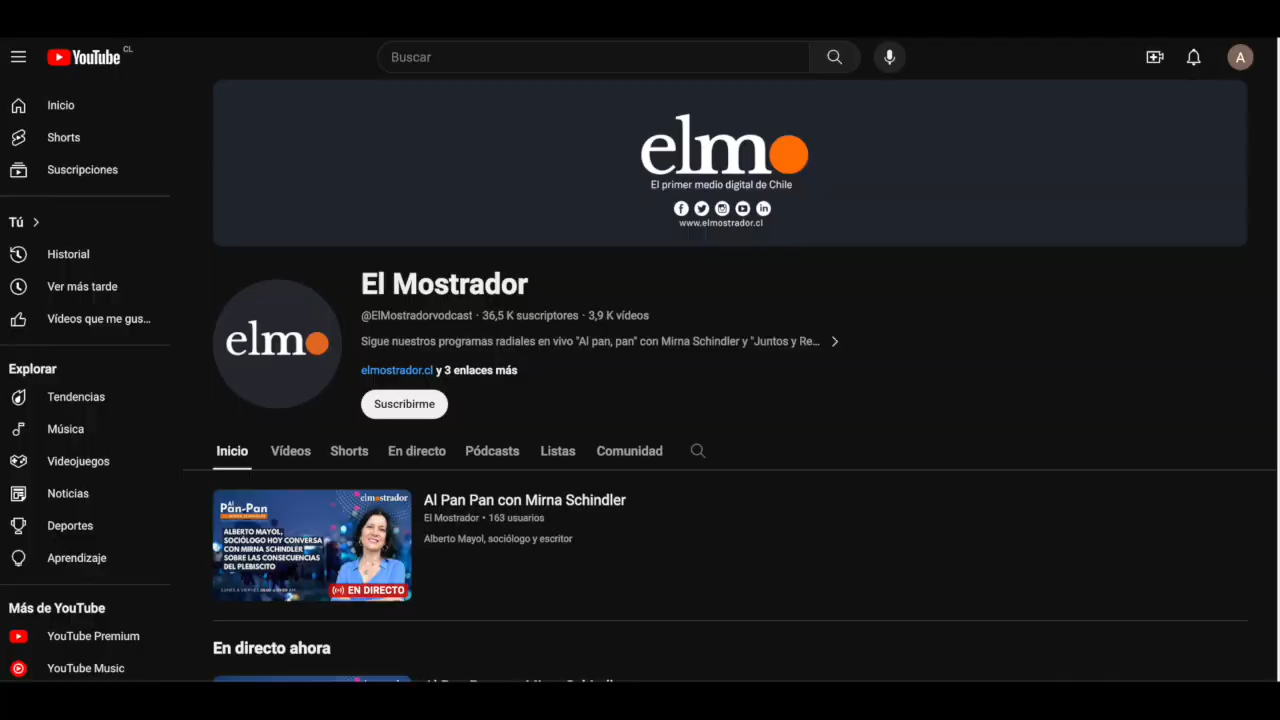 YouTube CL
Buscar
A
Inicio
Shorts
Suscripciones
Tú
Historial
Ver más tarde
Vídeos que me gus...
Explorar
Tendencias
Música
Videojuegos
Noticias
Deportes
Aprendizaje
Más de YouTube
YouTube Premium
YouTube Music
elm
El primer medio digital de Chile
www.elmostrador.cl
elm
El Mostrador
@ElMostradorvodcast · 36,5 K suscriptores · 3,9 K vídeos
Sigue nuestros programas radiales en vivo "Al pan, pan" con Mirna Schindler y "Juntos y Re...
elmostrador.cl y 3 enlaces más
Suscribirme
Inicio Vídeos Shorts En directo Pódcasts Listas Comunidad
elmostrador
Al
Pan-Pan
ALBERTO MAYOL,
SOCIÓLOGO HOY CONVERSA
CON MIRNA SCHINDLER
SOBRE LAS CONSECUENCIAS
DEL PLEBISCITO
EN DIRECTO
Al Pan Pan con Mirna Schindler
El Mostrador • 163 usuarios
Alberto Mayol, sociólogo y escritor
En directo ahora